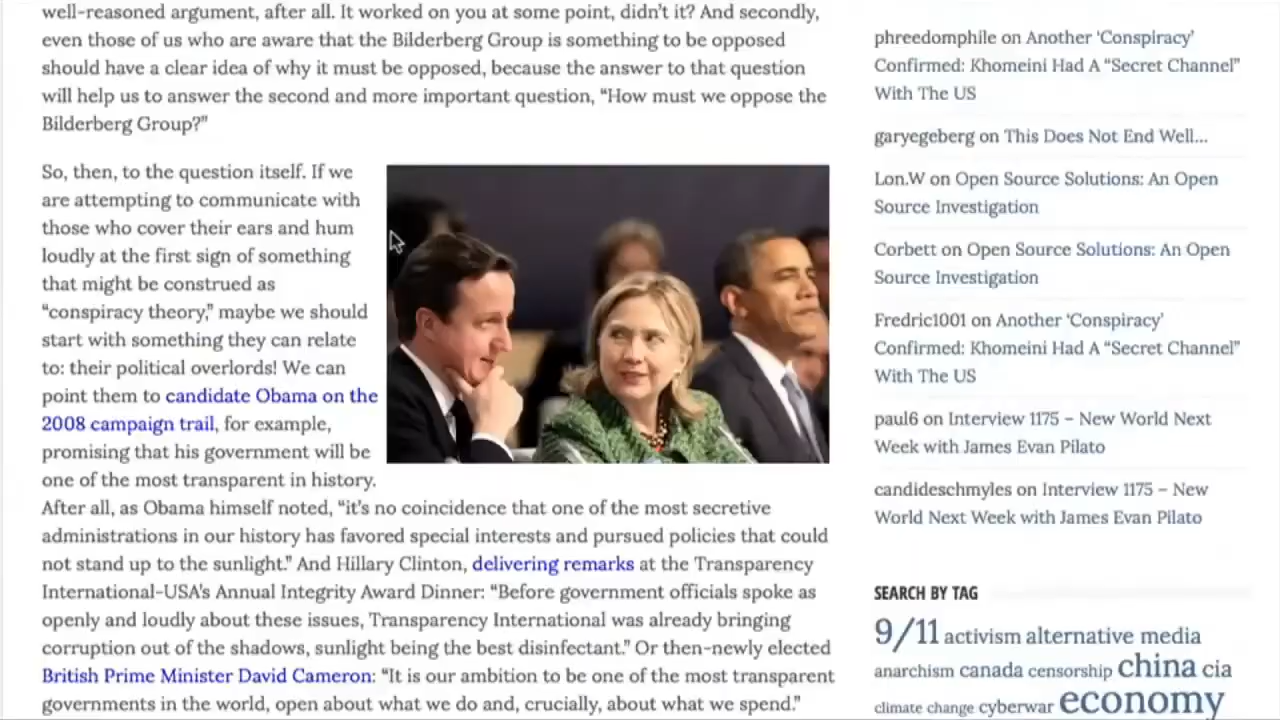 well-reasoned argument, after all. It worked on you at some point, didn't it? And secondly,
even those of us who are aware that the Bilderberg Group is something to be opposed
should have a clear idea of why it must be opposed, because the answer to that question
will help us to answer the second and more important question, “How must we oppose the
Bilderberg Group?”
So, then, to the question itself. If we
are attempting to communicate with
those who cover their ears and hum
loudly at the first sign of something
that might be construed as
“conspiracy theory,” maybe we should
start with something they can relate
to: their political overlords! We can
point them to candidate Obama on the
2008 campaign trail, for example,
promising that his government will be
one of the most transparent in history.
After all, as Obama himself noted, “it's no coincidence that one of the most secretive
administrations in our history has favored special interests and pursued policies that could
not stand up to the sunlight.” And Hillary Clinton, delivering remarks at the Transparency
International-USA's Annual Integrity Award Dinner: “Before government officials spoke as
openly and loudly about these issues, Transparency International was already bringing
corruption out of the shadows, sunlight being the best disinfectant.” Or then-newly elected
British Prime Minister David Cameron: “It is our ambition to be one of the most transparent
governments in the world, open about what we do and, crucially, about what we spend.”
phreedomphile on Another ‘Conspiracy’
Confirmed: Khomeini Had A “Secret Channel”
With The US
garyegeberg on This Does Not End Well…
Lon.W on Open Source Solutions: An Open
Source Investigation
Corbett on Open Source Solutions: An Open
Source Investigation
Fredric1001 on Another ‘Conspiracy’
Confirmed: Khomeini Had A “Secret Channel”
With The US
paul6 on Interview 1175 – New World Next
Week with James Evan Pilato
candideschmyles on Interview 1175 – New
World Next Week with James Evan Pilato
SEARCH BY TAG
9/11 activism alternative media
anarchism canada censorship china cia
climate change cyberwar economy